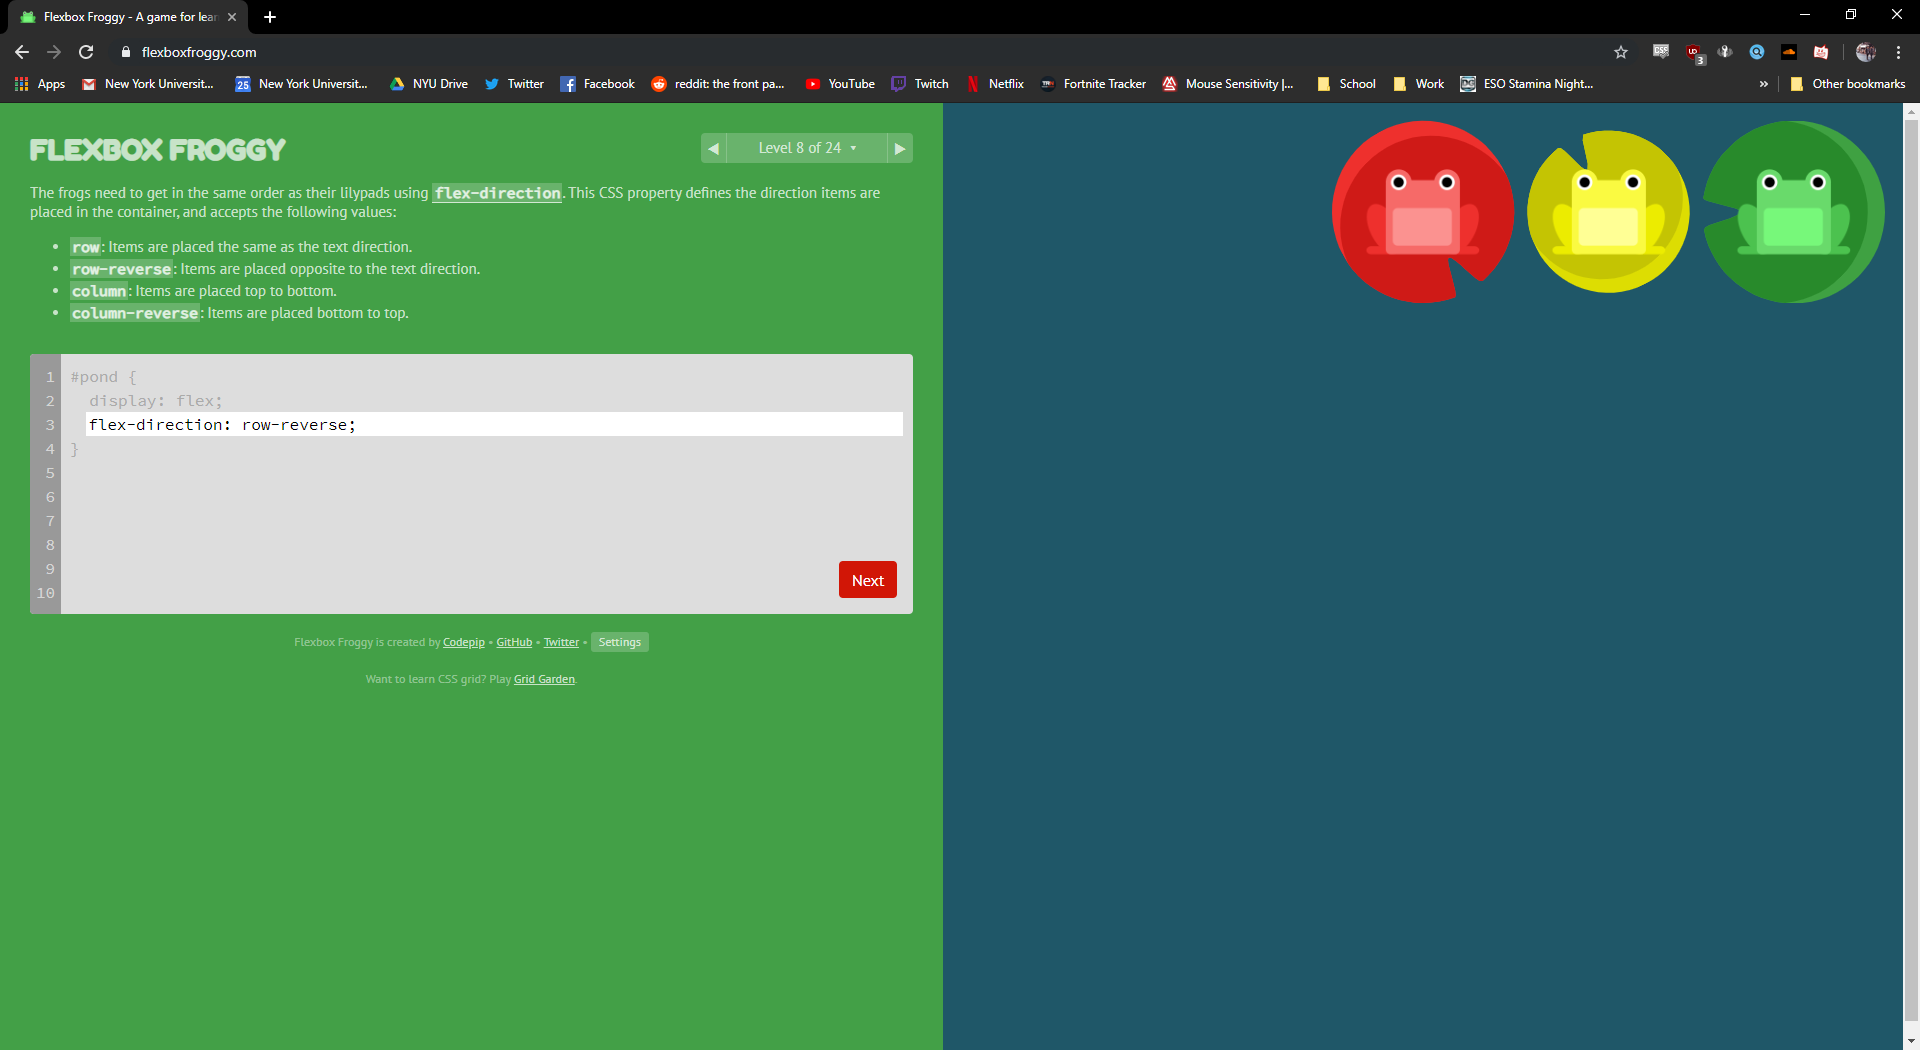 Flexbox Froggy - A game for lear
flexboxfroggy.com
CSS
UD
3
Apps
New York Universit...
25
New York Universit...
NYU Drive
Twitter
Facebook
reddit: the front pa...
YouTube
Twitch
Netflix
Fortnite Tracker
Mouse Sensitivity |...
School
Work
ESO Stamina Night...
»
Other bookmarks
FLEXBOX FROGGY
◀ Level 8 of 24 ▾ ▶
The frogs need to get in the same order as their lilypads using flex-direction. This CSS property defines the direction items are
placed in the container, and accepts the following values:
• row: Items are placed the same as the text direction.
• row-reverse: Items are placed opposite to the text direction.
• column: Items are placed top to bottom.
• column-reverse: Items are placed bottom to top.
1 #pond {
2 display: flex;
3 flex-direction: row-reverse;
4 }
5
6
7
8
9
10
Next
Flexbox Froggy is created by Codepip • GitHub • Twitter • Settings
Want to learn CSS grid? Play Grid Garden.